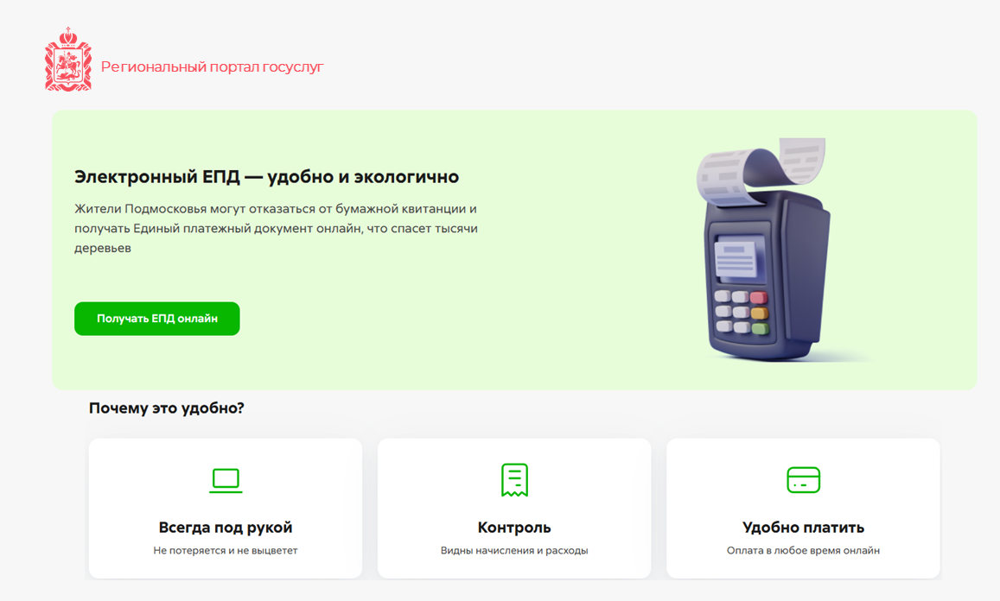 Региональный портал госуслуг
Электронный ЕПД — удобно и экологично
Жители Подмосковья могут отказаться от бумажной квитанции и
получать Единый платежный документ онлайн, что спасет тысячи
деревьев
Получать ЕПД онлайн
Почему это удобно?
Всегда под рукой
Не потеряется и не выцветет
Контроль
Видны начисления и расходы
Удобно платить
Оплата в любое время онлайн